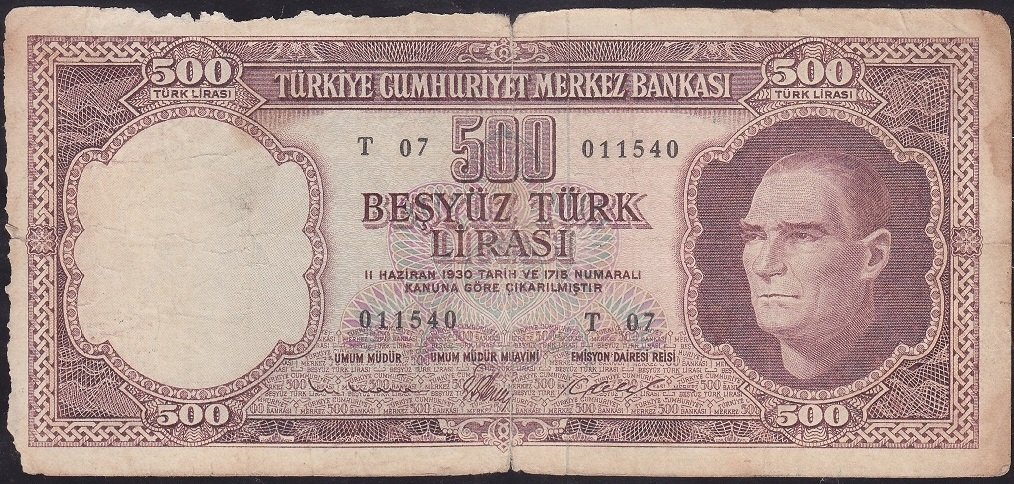 500 500
TÜRK LİRASI TÜRK LİRASI
TÜRKİYE CUMHURİYET MERKEZ BANKASI
T 07 500 011540
BEŞYÜZ TÜRK
LİRASI
11 HAZİRAN 1930 TARİH VE 1715 NUMARALI
KANUNA GÖRE ÇIKARILMIŞTIR
011540 T 07
UMUM MÜDÜR UMUM MÜDÜR MUAVİNİ EMİSYON DAİRESİ REİSİ
500 500